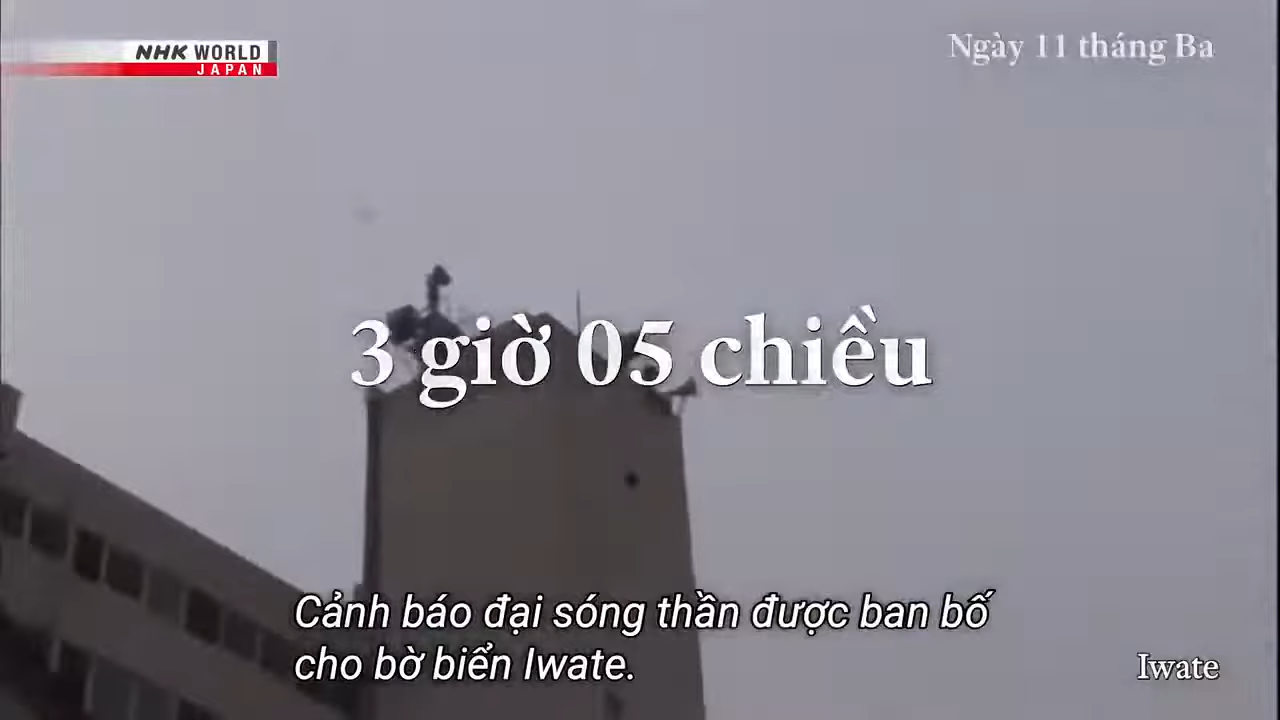 NHK WORLD
JAPAN
Ngày 11 tháng Ba
3 giờ 05 chiều
Cảnh báo đại sóng thần được ban bố
cho bờ biển Iwate.
Iwate